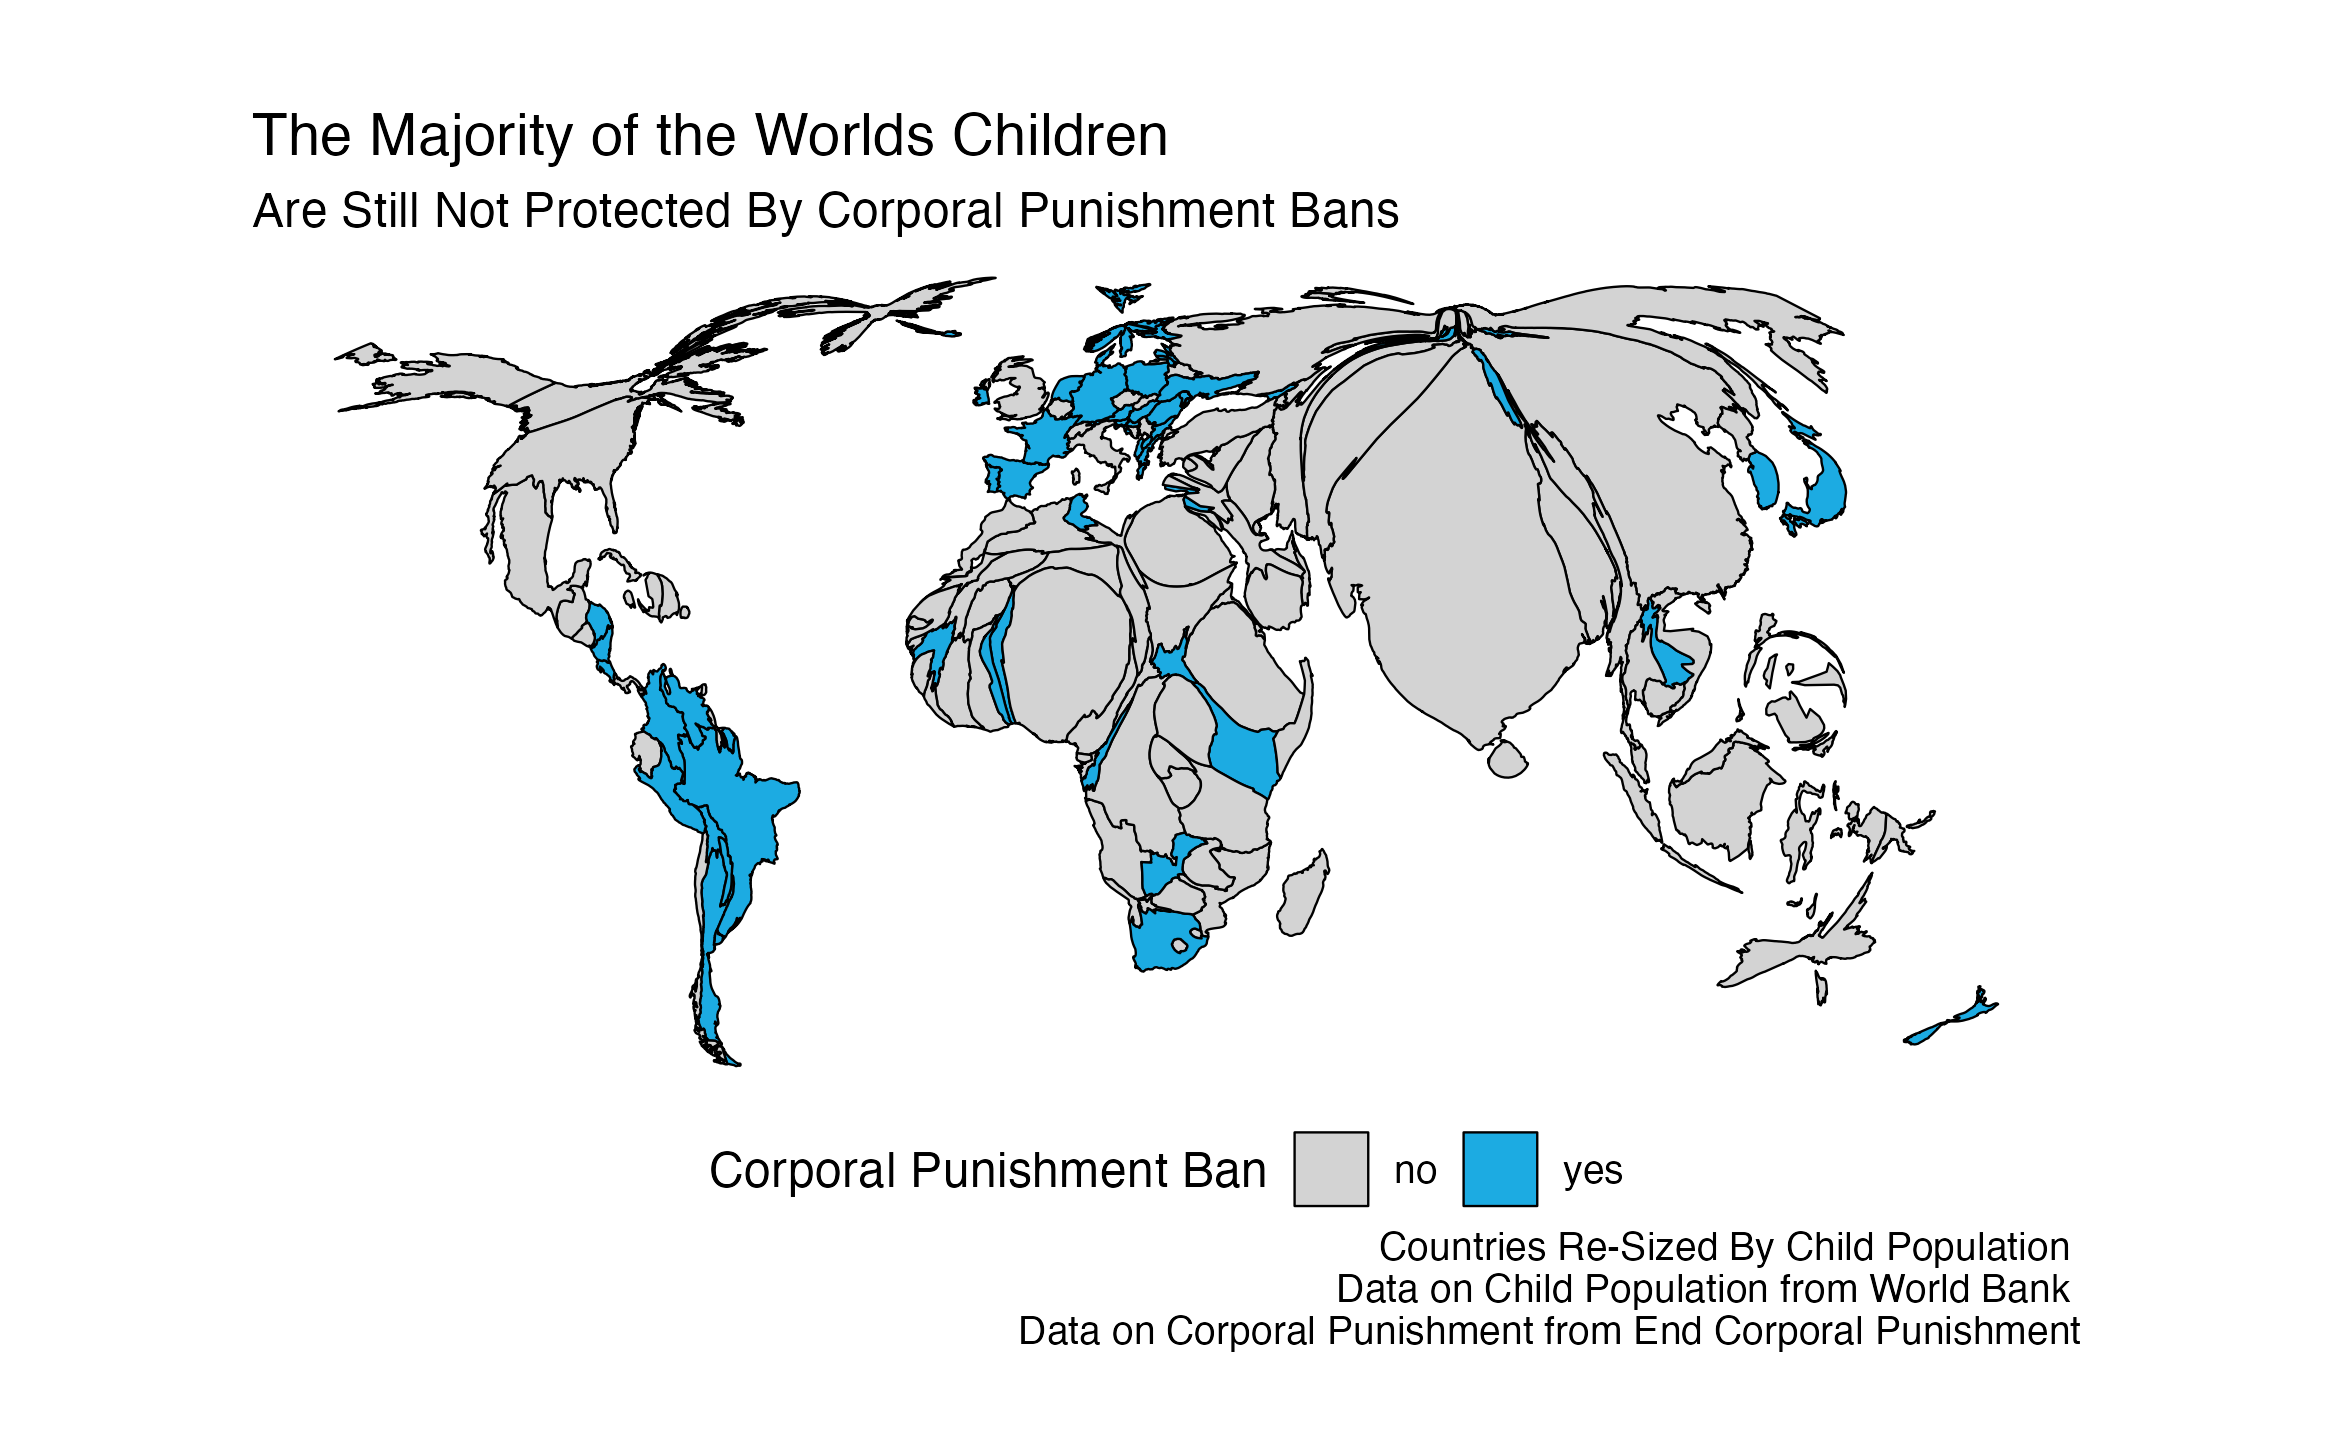 The Majority of the Worlds Children
Are Still Not Protected By Corporal Punishment Bans
Corporal Punishment Ban no yes
Countries Re-Sized By Child Population
Data on Child Population from World Bank
Data on Corporal Punishment from End Corporal Punishment